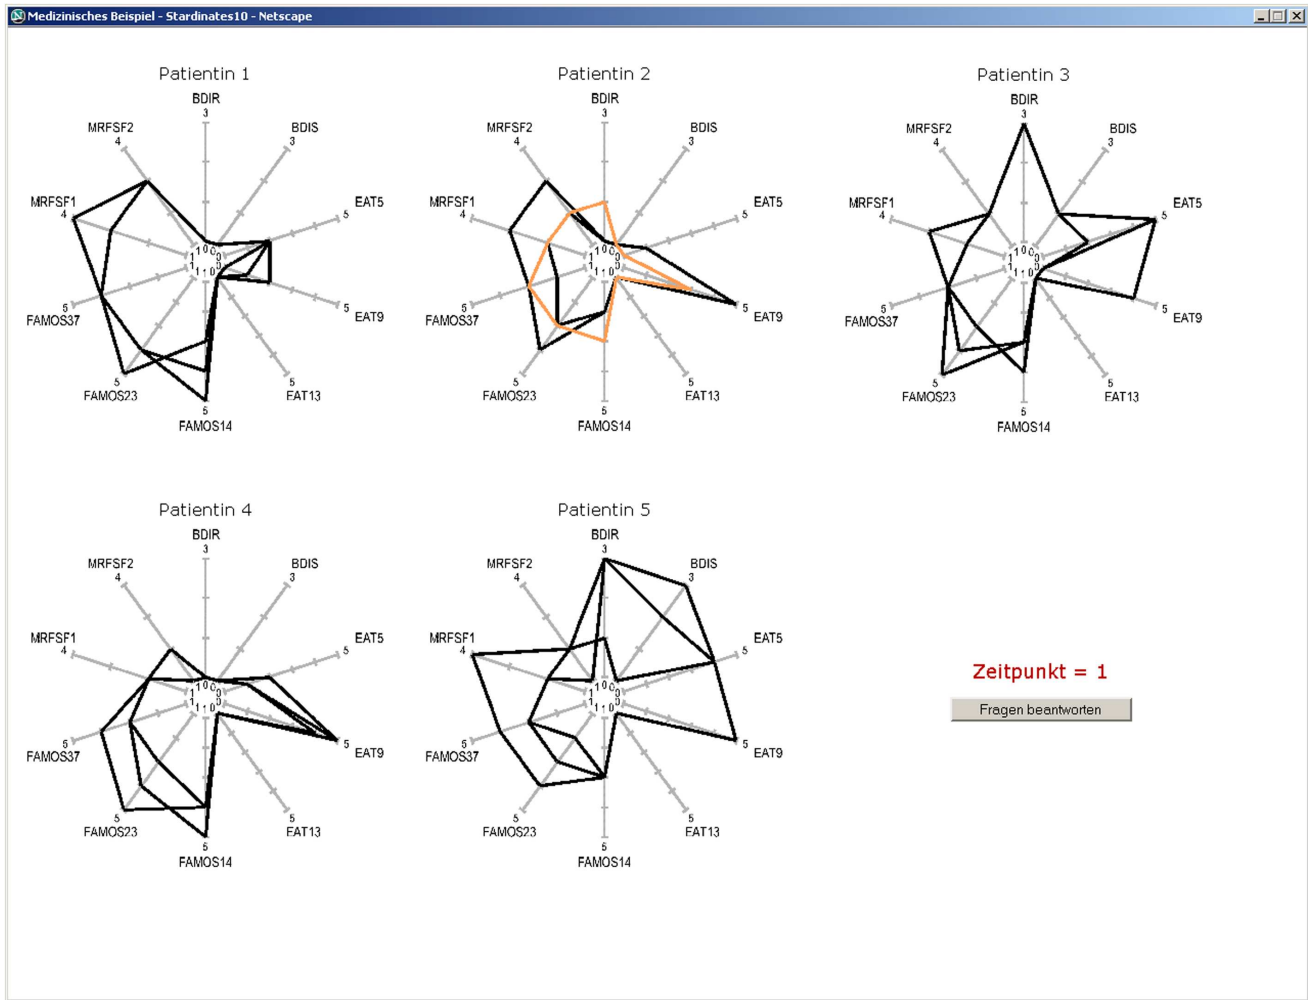 Medizinisches Beispiel - Stardinates10 - Netscape
Patientin 1
BDIR
3
MRFSF2
4
BDIS
3
MRFSF1
4
EAT5
5
FAMOS37
5
EAT9
5
FAMOS23
5
EAT13
5
FAMOS14
5
Patientin 2
BDIR
3
MRFSF2
4
BDIS
3
MRFSF1
4
EAT5
5
FAMOS37
5
EAT9
5
FAMOS23
5
EAT13
5
FAMOS14
5
Patientin 3
BDIR
3
MRFSF2
4
BDIS
3
MRFSF1
4
EAT5
5
FAMOS37
5
EAT9
5
FAMOS23
5
EAT13
5
FAMOS14
5
Patientin 4
BDIR
3
MRFSF2
4
BDIS
3
MRFSF1
4
EAT5
5
FAMOS37
5
EAT9
5
FAMOS23
5
EAT13
5
FAMOS14
5
Patientin 5
BDIR
3
MRFSF2
4
BDIS
3
MRFSF1
4
EAT5
5
FAMOS37
5
EAT9
5
FAMOS23
5
EAT13
5
FAMOS14
5
Zeitpunkt = 1
Fragen beantworten